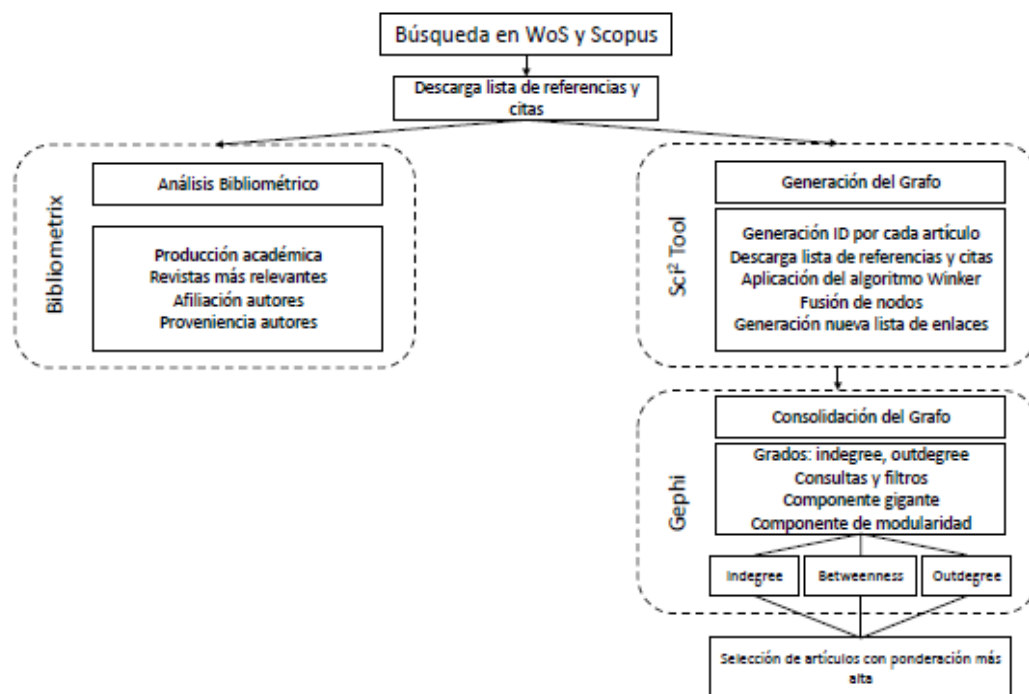 Búsqueda en WoS y Scopus
Descarga lista de referencias y
citas
Bibliometrix
Análisis Bibliométrico
Producción académica
Revistas más relevantes
Afiliación autores
Proveniencia autores
Sci² Tool
Generación del Grafo
Generación ID por cada artículo
Descarga lista de referencias y citas
Aplicación del algoritmo Winker
Fusión de nodos
Generación nueva lista de enlaces
Gephi
Consolidación del Grafo
Grados: indegree, outdegree
Consultas y filtros
Componente gigante
Componente de modularidad
Indegree
Betweenness
Outdegree
Selección de artículos con ponderación más
alta